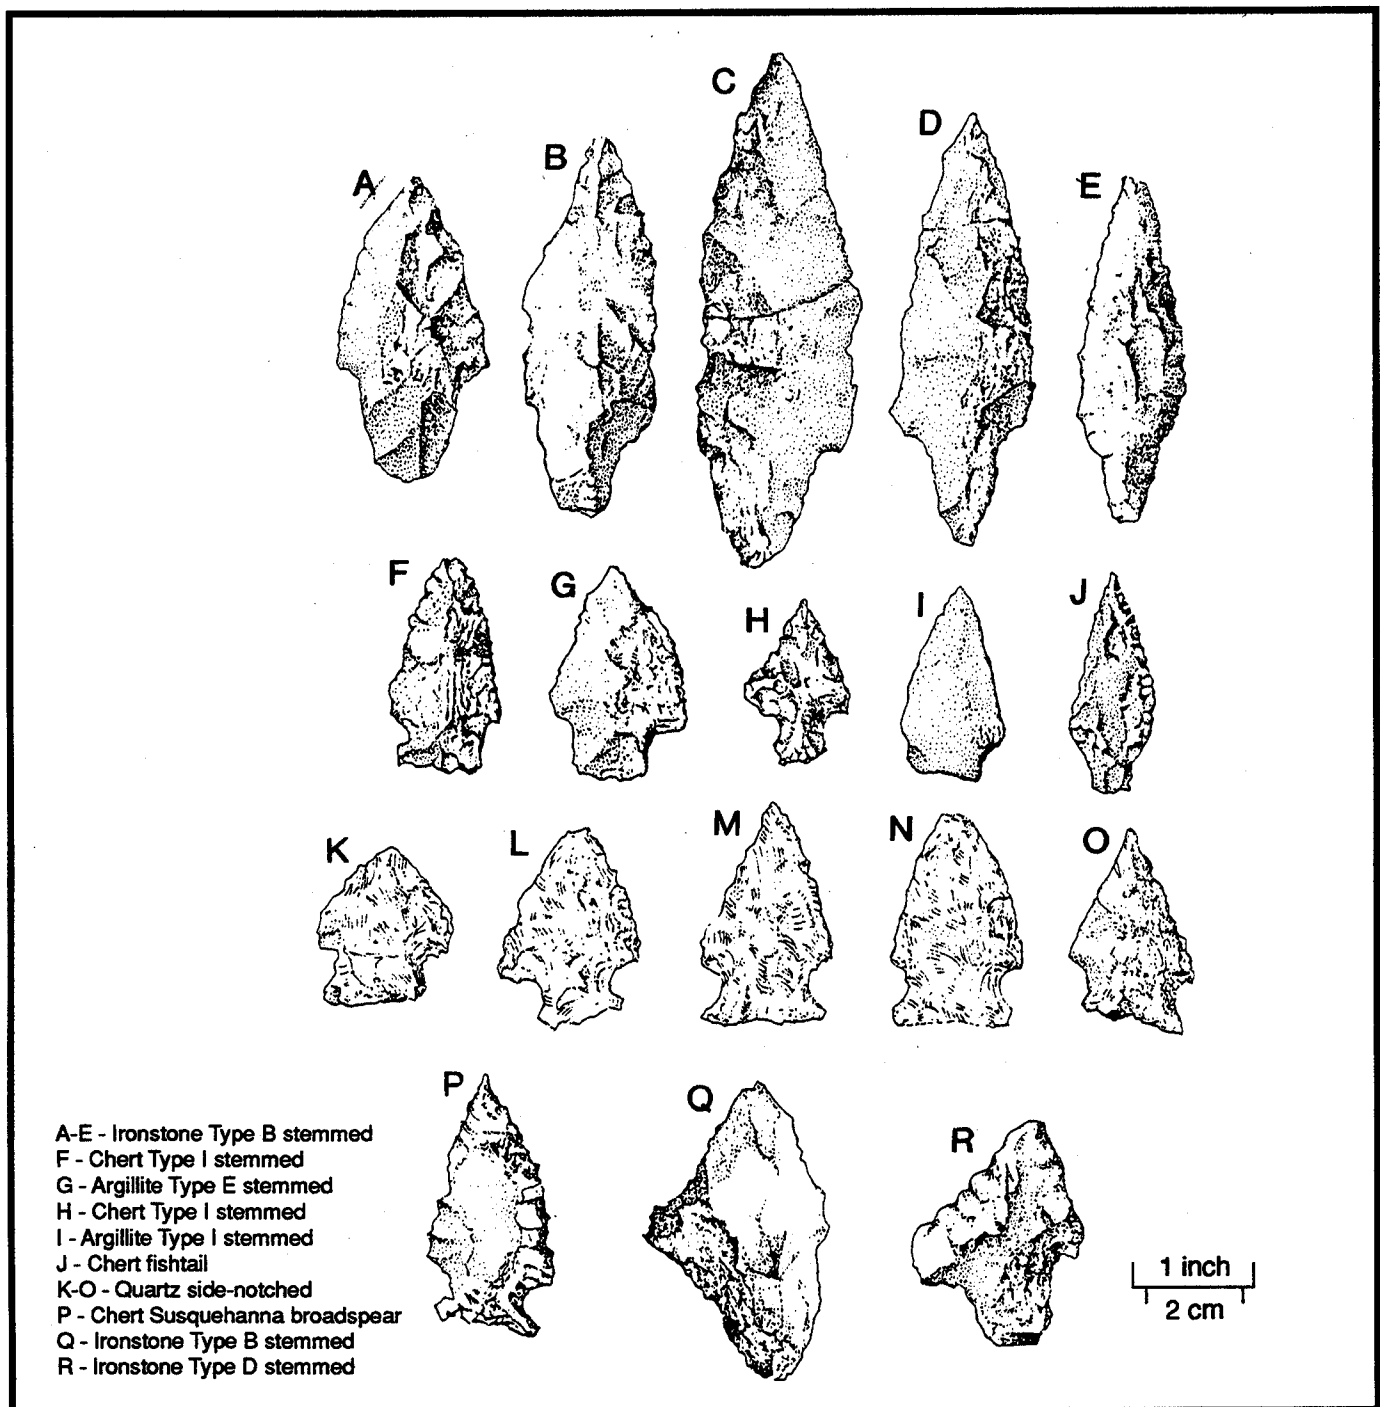 C
D
B
A
E
F
G
H
I
J
K
L
M
N
O
P
Q
R
A-E - Ironstone Type B stemmed
F - Chert Type I stemmed
G - Argillite Type E stemmed
H - Chert Type I stemmed
I - Argillite Type I stemmed
J - Chert fishtail
K-O - Quartz side-notched
P - Chert Susquehanna broadspear
Q - Ironstone Type B stemmed
R - Ironstone Type D stemmed
1 inch
2 cm